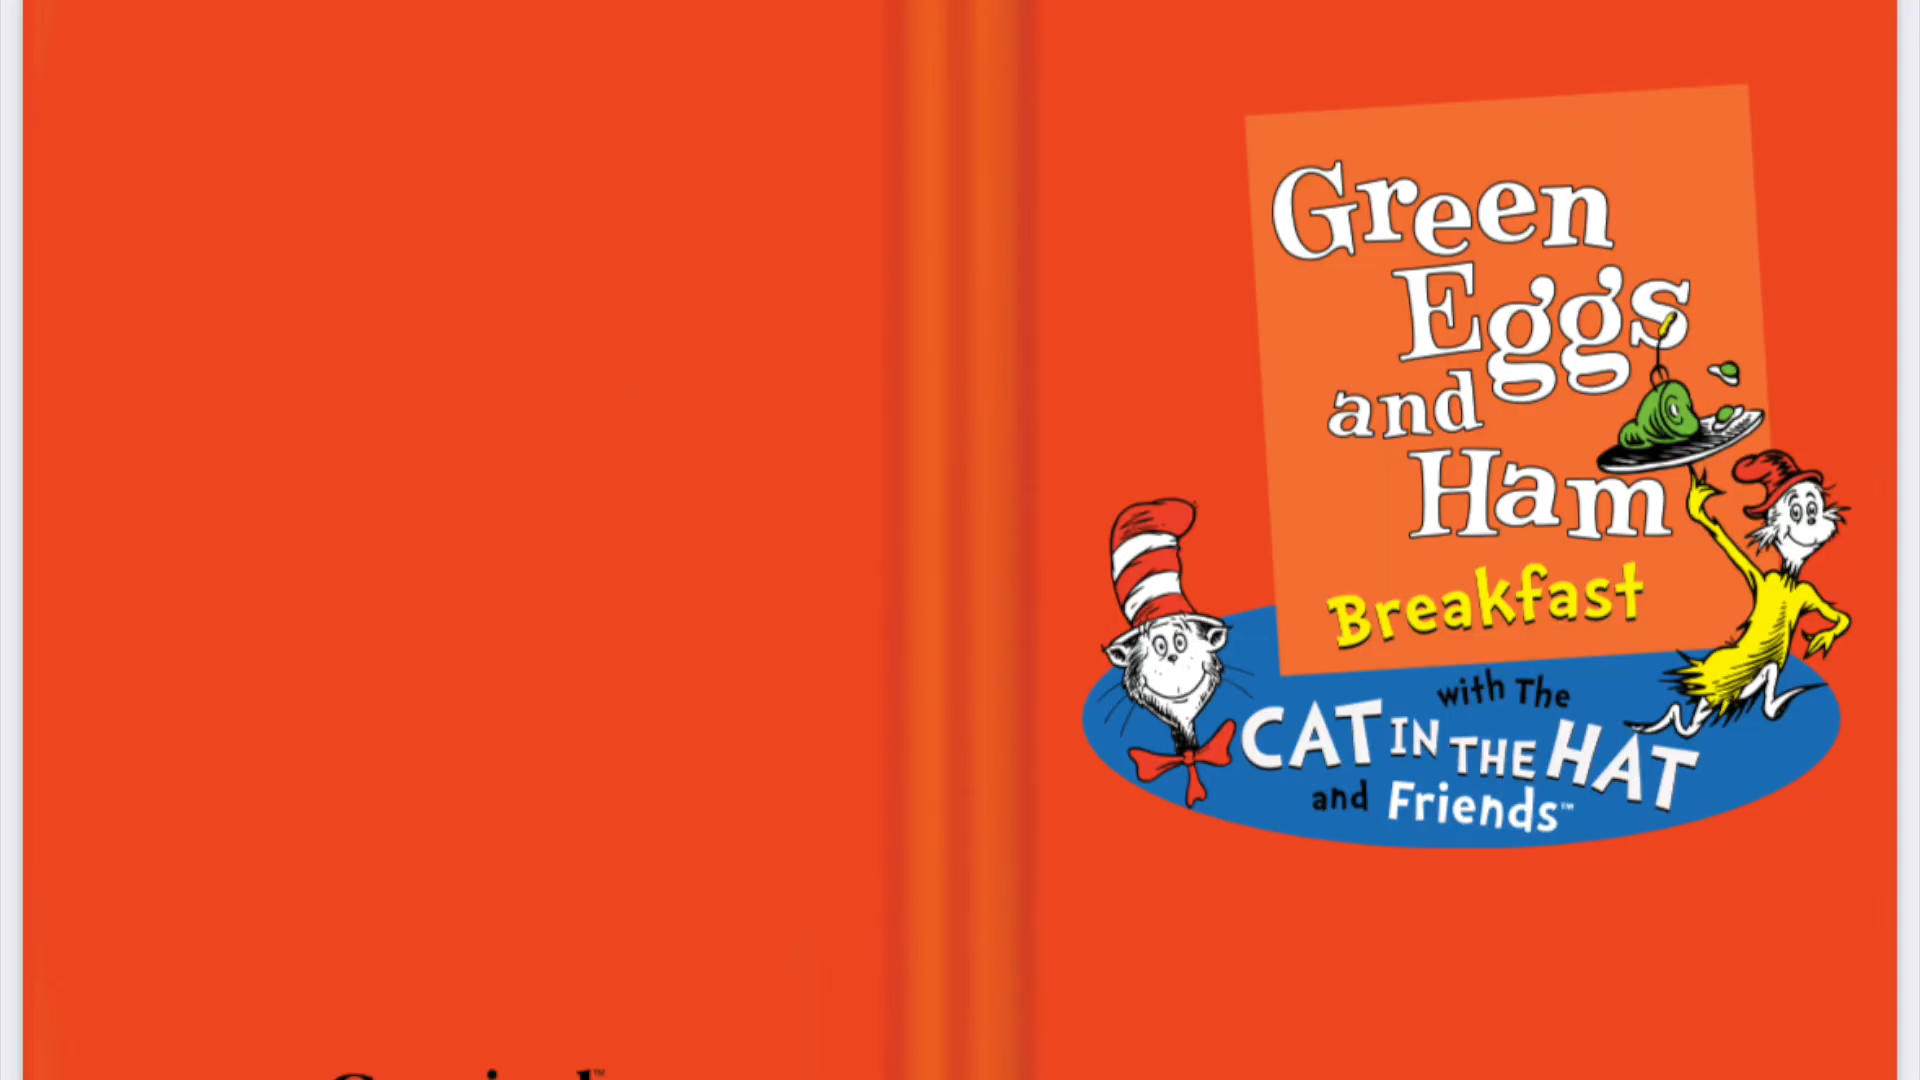 Green
Eggs
and
Ham
Breakfast
with The
CAT IN THE HAT
and Friends™